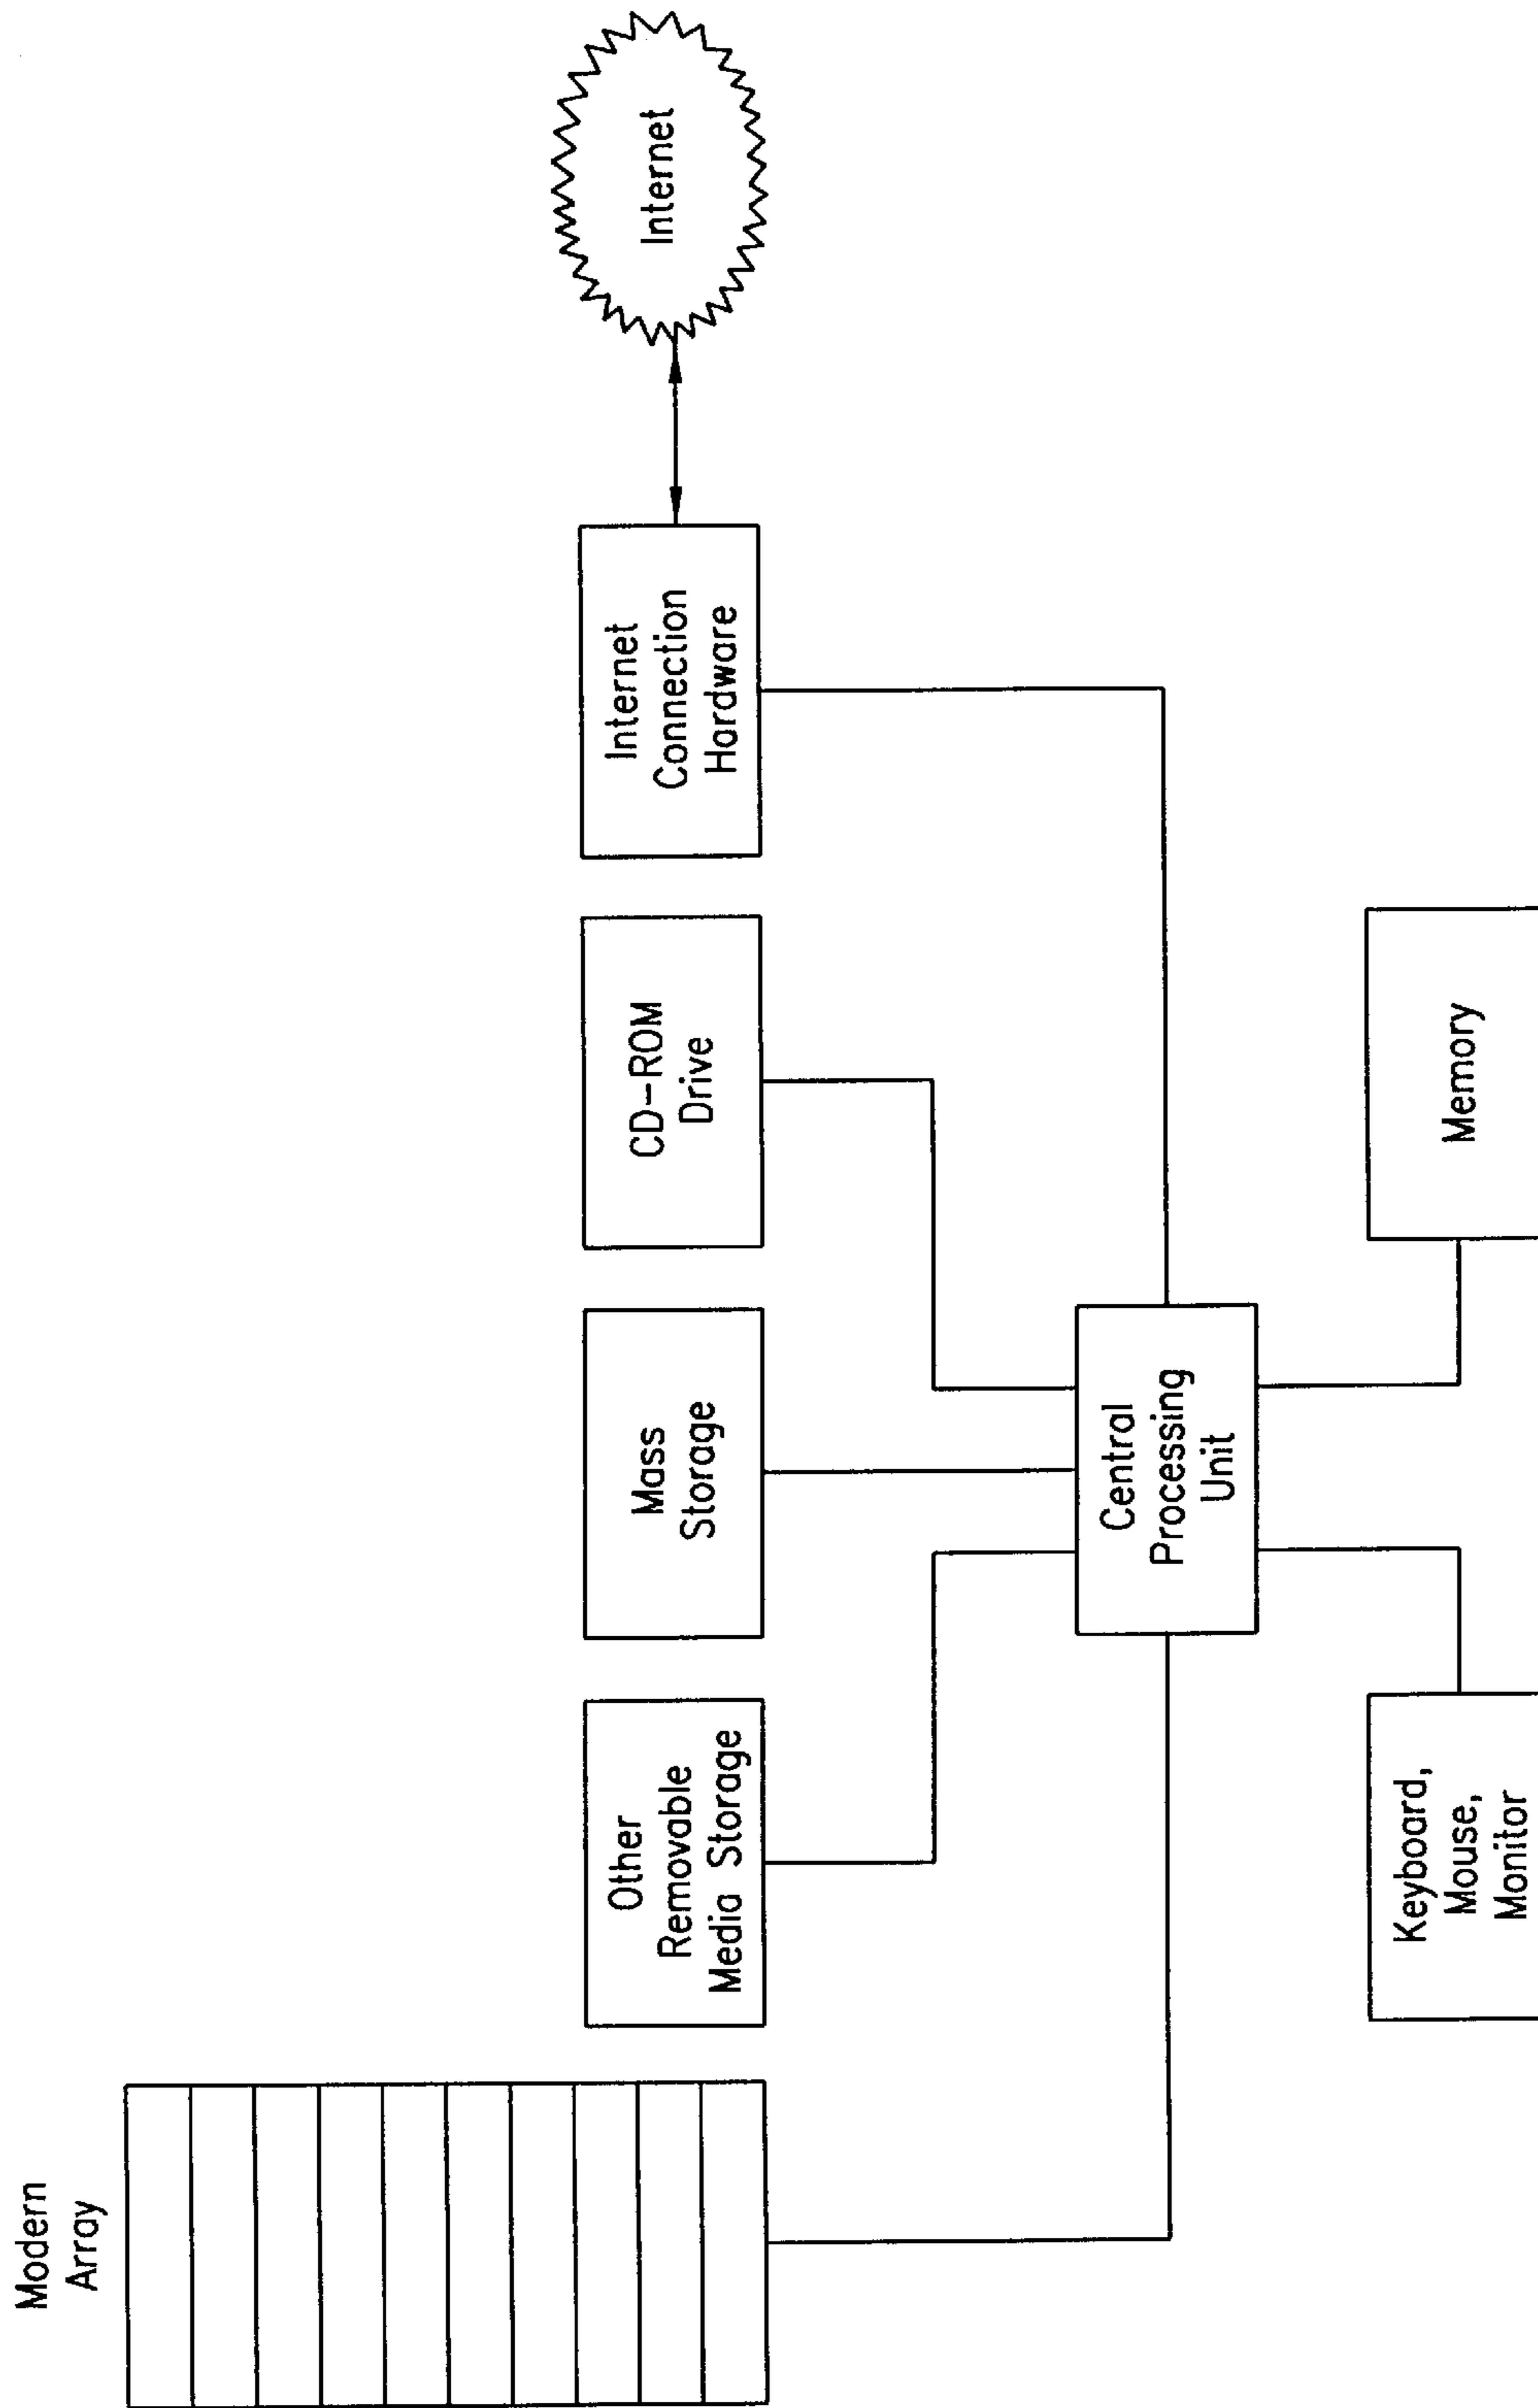 Modern
Array
Other
Removable
Media Storage
Mass
Storage
CD-ROM
Drive
Internet
Connection
Hardware
Internet
Central
Processing
Unit
Keyboard,
Mouse,
Monitor
Memory